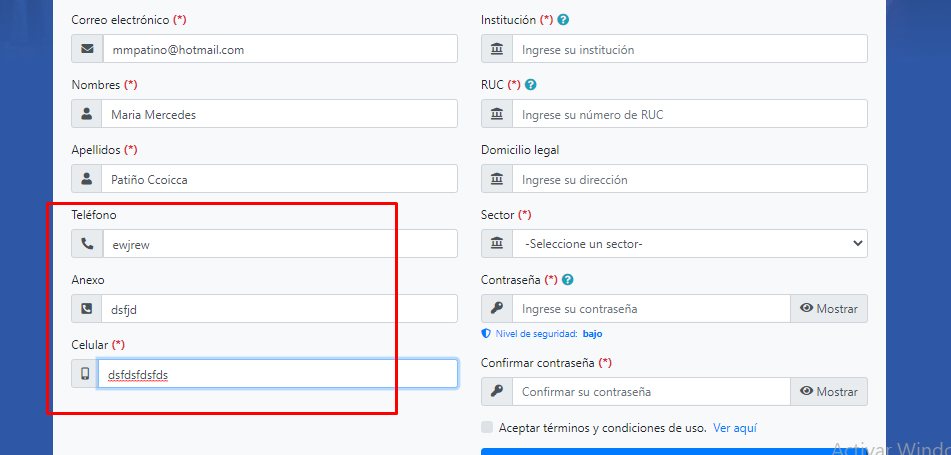 Correo electrónico (*)
mmpatino@hotmail.com
Nombres (*)
Maria Mercedes
Apellidos (*)
Patiño Ccoicca
Teléfono
ewjrew
Anexo
dsfjd
Celular (*)
dsfdsfdsfds
Institución (*) ?
Ingrese su institución
RUC (*) ?
Ingrese su número de RUC
Domicilio legal
Ingrese su dirección
Sector (*)
-Seleccione un sector-
Contraseña (*) ?
Ingrese su contraseña Mostrar
Nivel de seguridad: bajo
Confirmar contraseña (*)
Confirmar su contraseña Mostrar
Aceptar términos y condiciones de uso. Ver aquí
Activar Windo